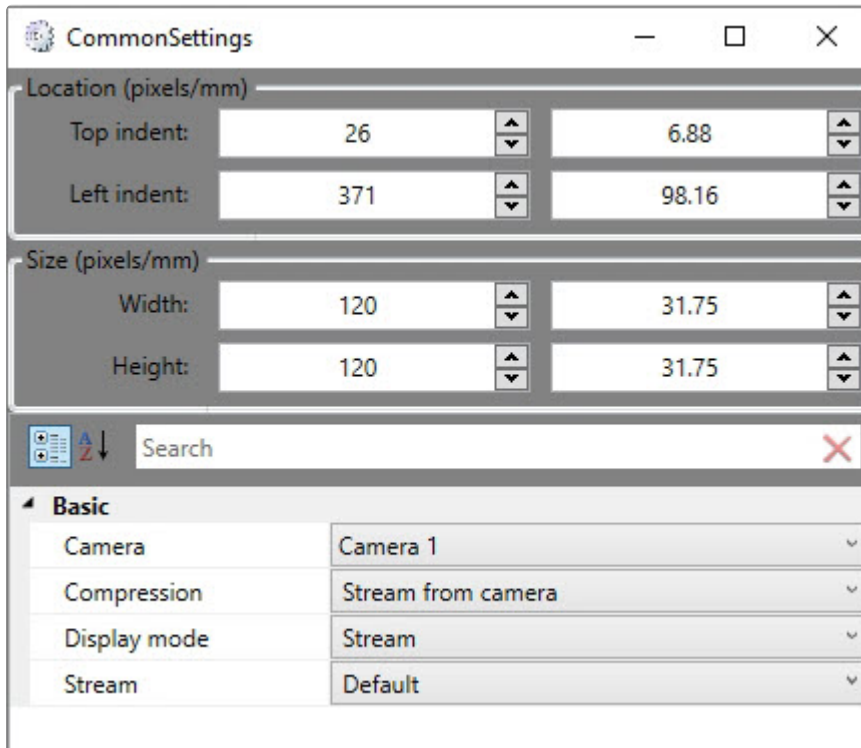 CommonSettings
Location (pixels/mm)
Top indent: 26 6.88
Left indent: 371 98.16
Size (pixels/mm)
Width: 120 31.75
Height: 120 31.75
A Z Search
Basic
Camera Camera 1
Compression Stream from camera
Display mode Stream
Stream Default